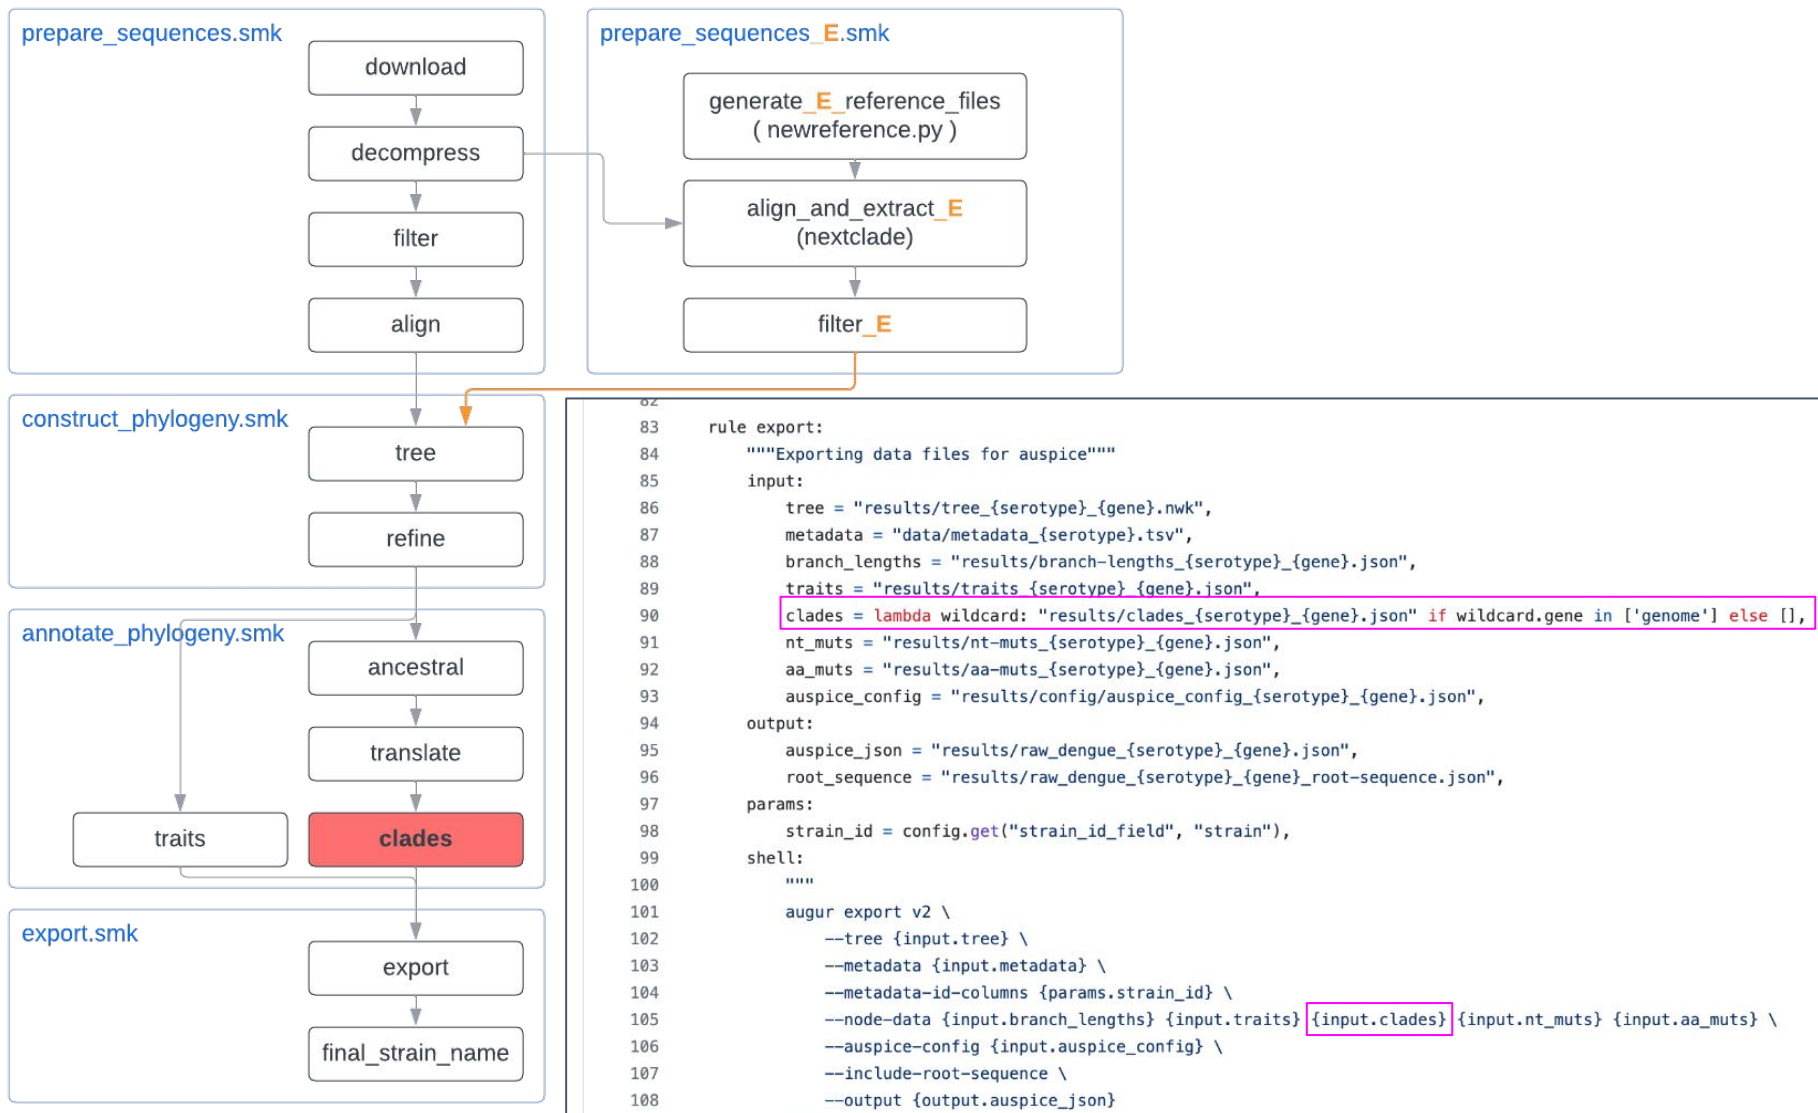 prepare_sequences.smk
download
decompress
filter
align
prepare_sequences_E.smk
generate_E_reference_files
( newreference.py )
align_and_extract_E
(nextclade)
filter_E
construct_phylogeny.smk
tree
refine
annotate_phylogeny.smk
ancestral
translate
traits
clades
export.smk
export
final_strain_name
82
83 rule export:
84 """Exporting data files for auspice"""
85 input:
86 tree = "results/tree_{serotype}_{gene}.nwk",
87 metadata = "data/metadata_{serotype}.tsv",
88 branch_lengths = "results/branch-lengths_{serotype}_{gene}.json",
89 traits = "results/traits_{serotype}_{gene}.json",
90 clades = lambda wildcard: "results/clades_{serotype}_{gene}.json" if wildcard.gene in ['genome'] else [],
91 nt_muts = "results/nt-muts_{serotype}_{gene}.json",
92 aa_muts = "results/aa-muts_{serotype}_{gene}.json",
93 auspice_config = "results/config/auspice_config_{serotype}_{gene}.json",
94 output:
95 auspice_json = "results/raw_dengue_{serotype}_{gene}.json",
96 root_sequence = "results/raw_dengue_{serotype}_{gene}_root-sequence.json",
97 params:
98 strain_id = config.get("strain_id_field", "strain"),
99 shell:
100 """
101 augur export v2 \
102 --tree {input.tree} \
103 --metadata {input.metadata} \
104 --metadata-id-columns {params.strain_id} \
105 --node-data {input.branch_lengths} {input.traits} {input.clades} {input.nt_muts} {input.aa_muts} \
106 --auspice-config {input.auspice_config} \
107 --include-root-sequence \
108 --output {output.auspice_json}